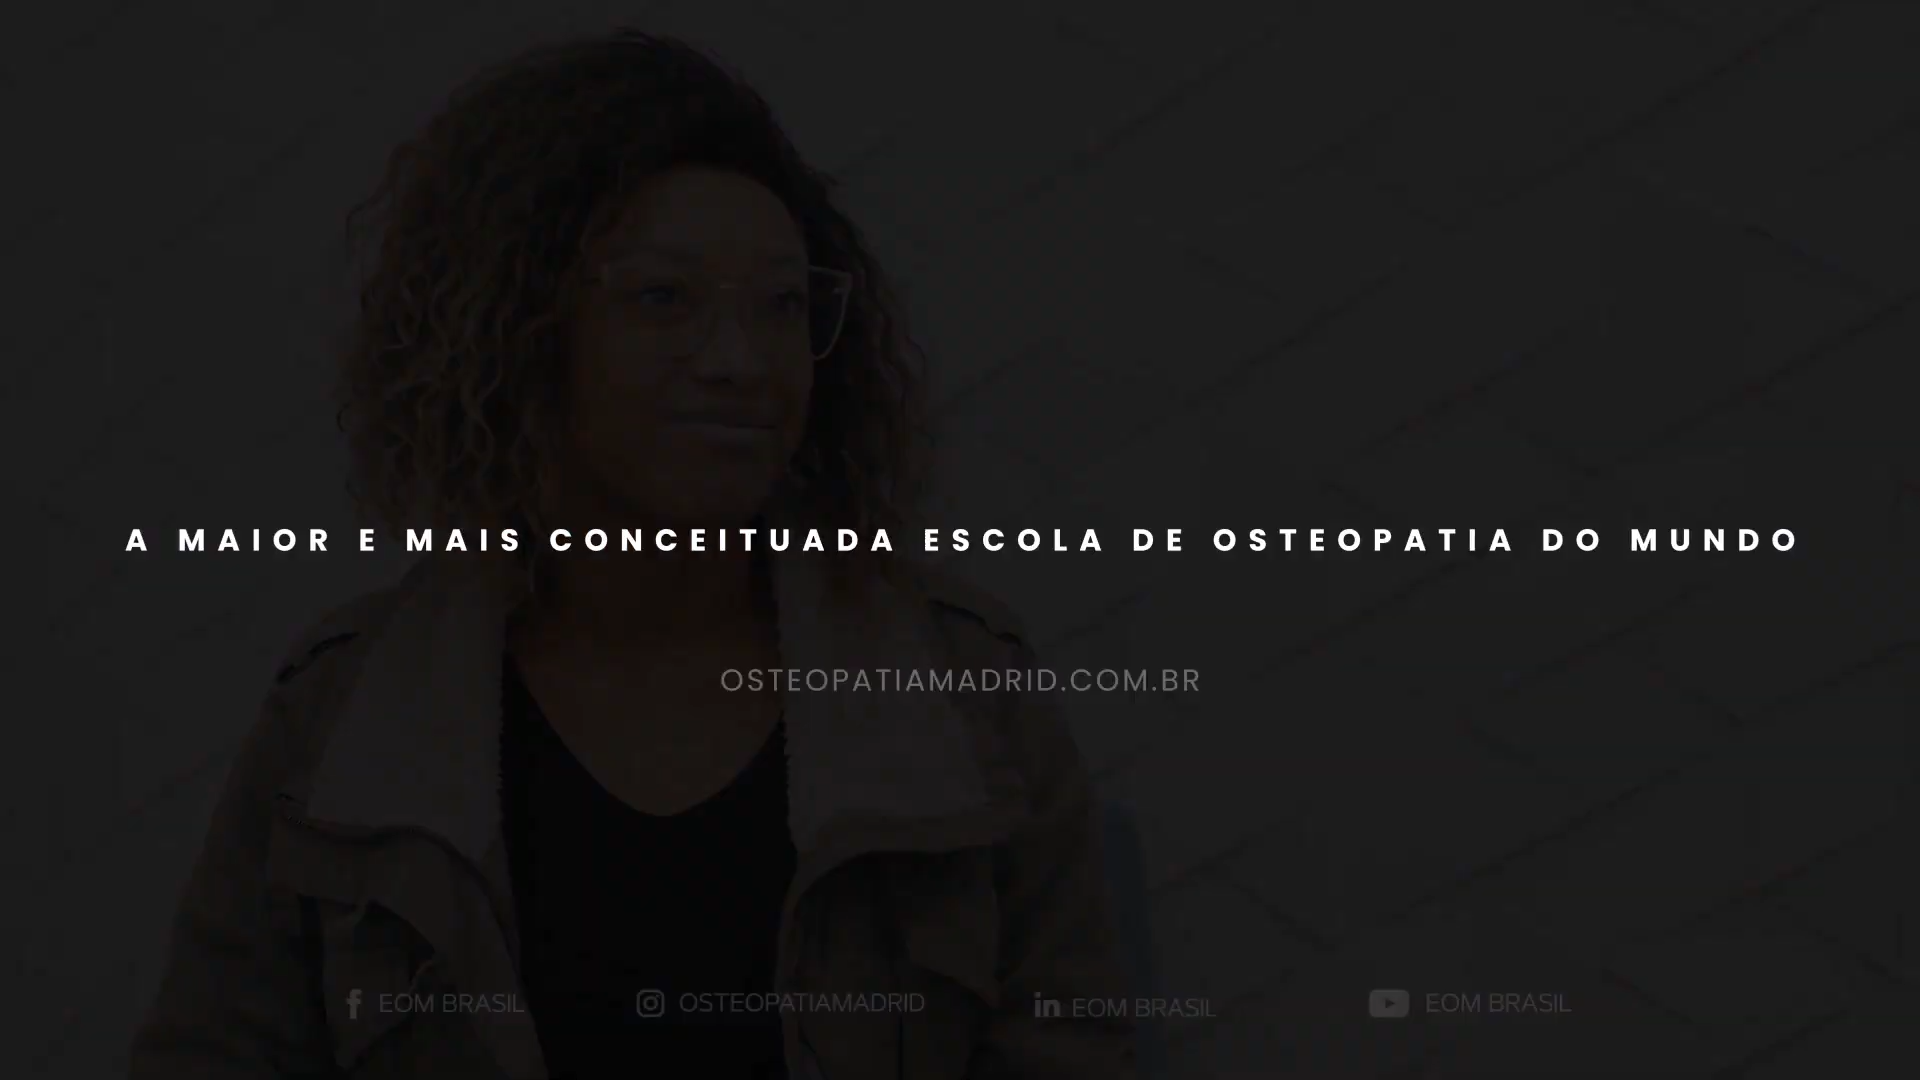 A MAIOR E MAIS CONCEITUADA ESCOLA DE OSTEOPATIA DO MUNDO
OSTEOPATIAMADRID.COM.BR
EOM BRASIL OSTEOPATIAMADRID EOM BRASIL EOM BRASIL